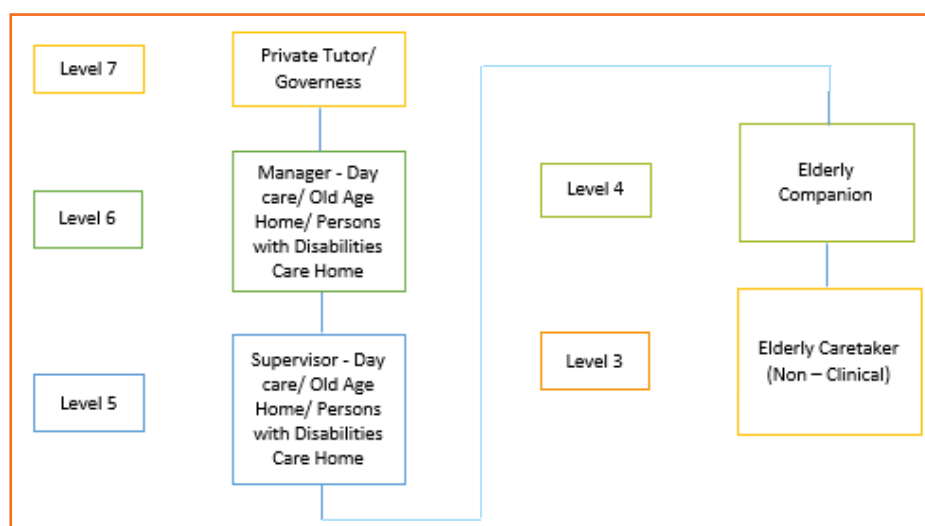 Level 7
Private Tutor/
Governess
Level 6
Manager - Day
care/ Old Age
Home/ Persons
with Disabilities
Care Home
Level 5
Supervisor - Day
care/ Old Age
Home/ Persons
with Disabilities
Care Home
Level 4
Elderly
Companion
Level 3
Elderly Caretaker
(Non – Clinical)